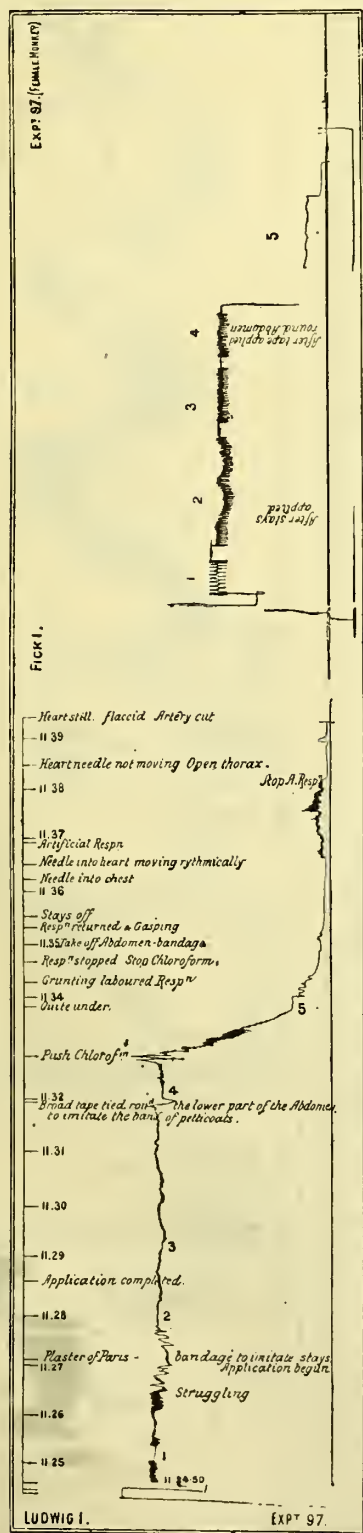 EXPT 97. (FEMALE MONKEY)
FICK I.
1
2
3
4
5
After stays
applied
After tape applied
round Abdomen
Heart still. flaccid Artery cut
11 39
Heart needle not moving Open thorax.
11 38
Stop A. Respn
11.37
Artificial Respn
Needle into heart moving rythmically
Needle into chest
11 36
Stays off
Respn returned & Gasping
11.35 Take off Abdomen-bandage
Respn stopped Stop Chloroform.
Grunting laboured Respn
11.34
Quite under.
5
Push Chlorofm
4
11.32
Broad tape tied round the lower part of the Abdomen,
to imitate the band of petticoats.
11.31
11.30
3
11.29
Application completed.
11.28
2
Plaster of Paris - bandage to imitate stays
Application begun
11.27
Struggling
11.26
1
11.25
11 24·50
LUDWIG I.
EXPT 97.